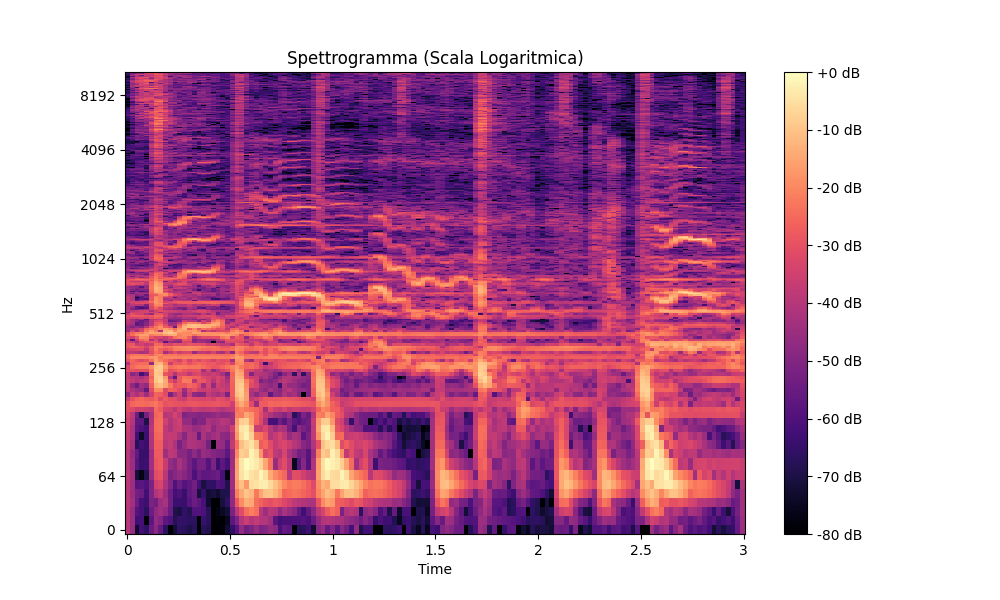 Spettrogramma (Scala Logaritmica)
Hz
8192
4096
2048
1024
512
256
128
64
0
0
0.5
1
1.5
2
2.5
3
Time
+0 dB
-10 dB
-20 dB
-30 dB
-40 dB
-50 dB
-60 dB
-70 dB
-80 dB